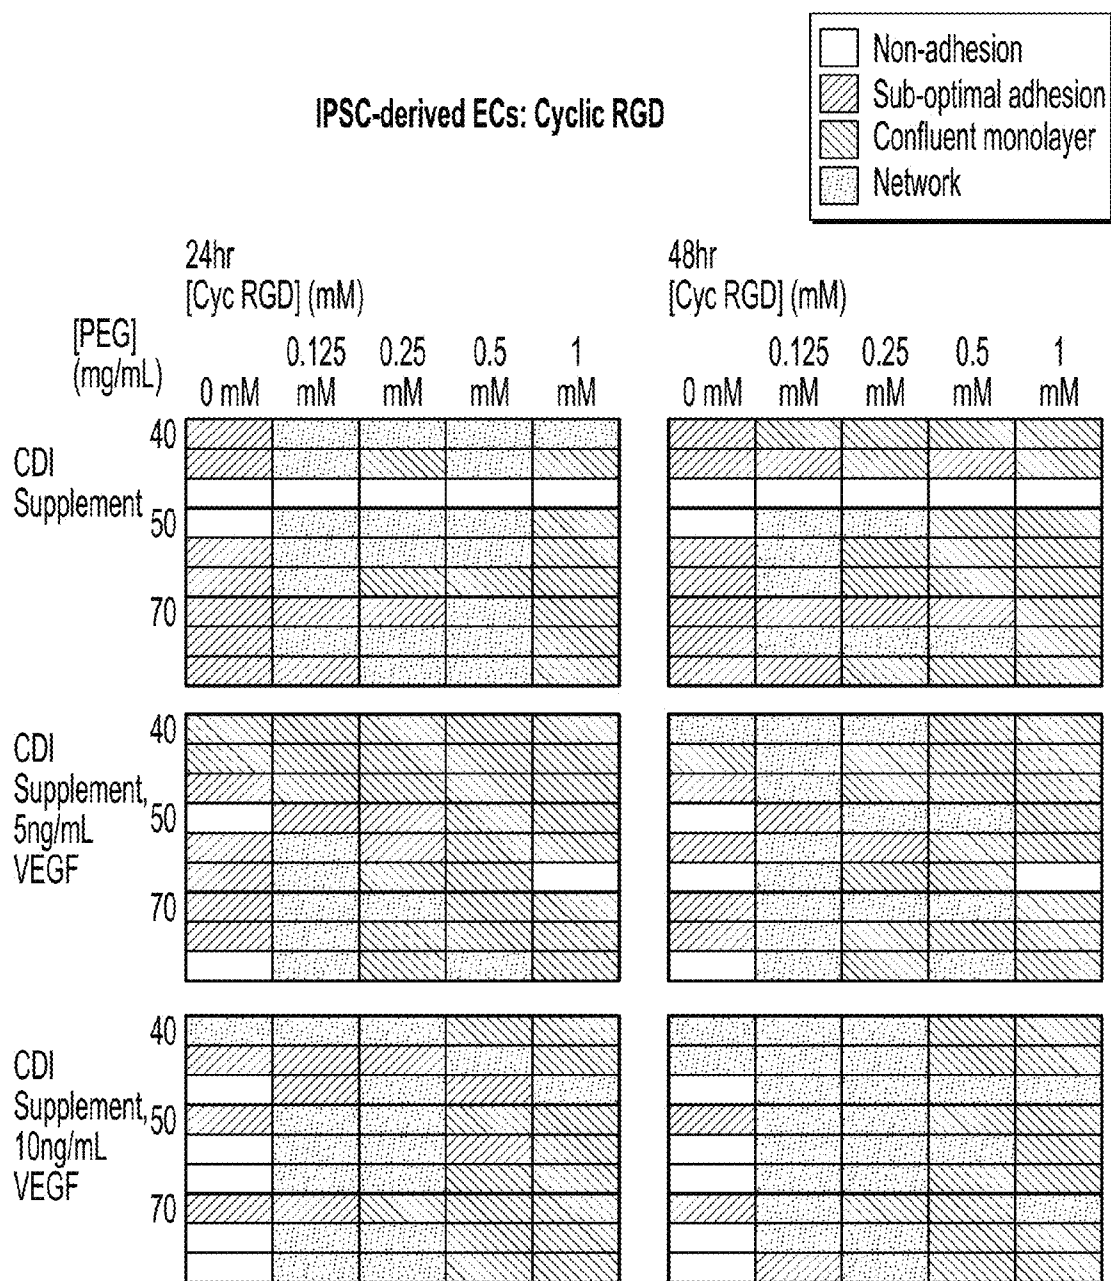 Non-adhesion
Sub-optimal adhesion
Confluent monolayer
Network
IPSC-derived ECs: Cyclic RGD
24hr
[Cyc RGD] (mM)
48hr
[Cyc RGD] (mM)
[PEG]
(mg/mL)
0 mM
0.125
mM
0.25
mM
0.5
mM
1
mM
0 mM
0.125
mM
0.25
mM
0.5
mM
1
mM
CDI
Supplement
40
50
70
CDI
Supplement,
5ng/mL
VEGF
40
50
70
CDI
Supplement,
10ng/mL
VEGF
40
50
70